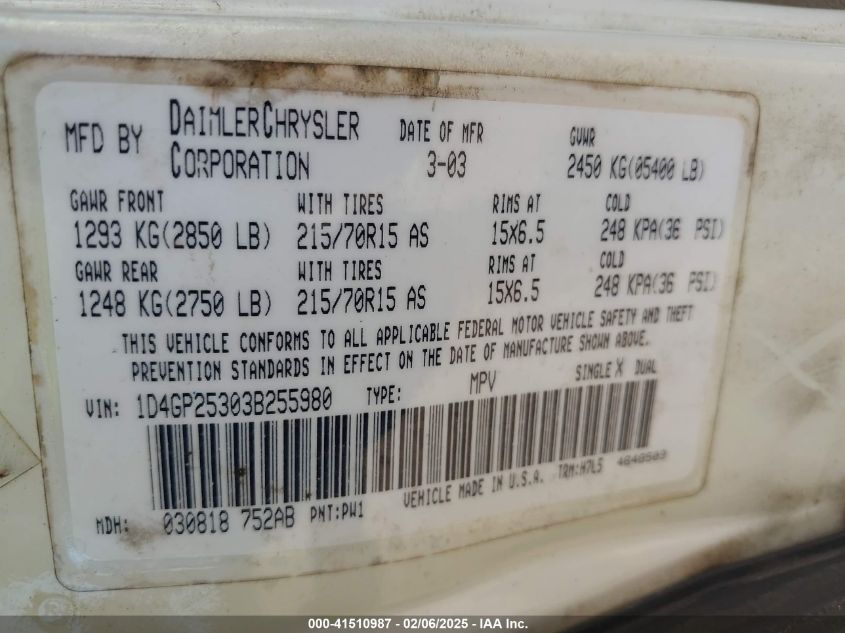 MFD BY DAIMLERCHRYSLER CORPORATION DATE OF MFR 3-03 GVWR 2450 KG(05400 LB)
GAWR FRONT WITH TIRES RIMS AT COLD
1293 KG(2850 LB) 215/70R15 AS 15X6.5 248 KPA(36 PSI)
GAWR REAR WITH TIRES RIMS AT COLD
1248 KG(2750 LB) 215/70R15 AS 15X6.5 248 KPA(36 PSI)
THIS VEHICLE CONFORMS TO ALL APPLICABLE FEDERAL MOTOR VEHICLE SAFETY AND THEFT
PREVENTION STANDARDS IN EFFECT ON THE DATE OF MANUFACTURE SHOWN ABOVE.
VIN: 1D4GP25303B255980 TYPE: MPV SINGLE X DUAL
VEHICLE MADE IN U.S.A. TRM:H7L5 4648503
MDH: 030818 752AB PNT:PW1
000-41510987 - 02/06/2025 - IAA Inc.